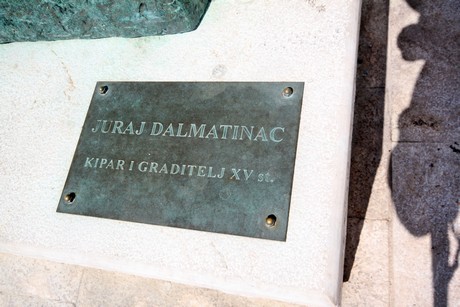 JURAJ DALMATINAC
KIPAR I GRADITELJ XV st.